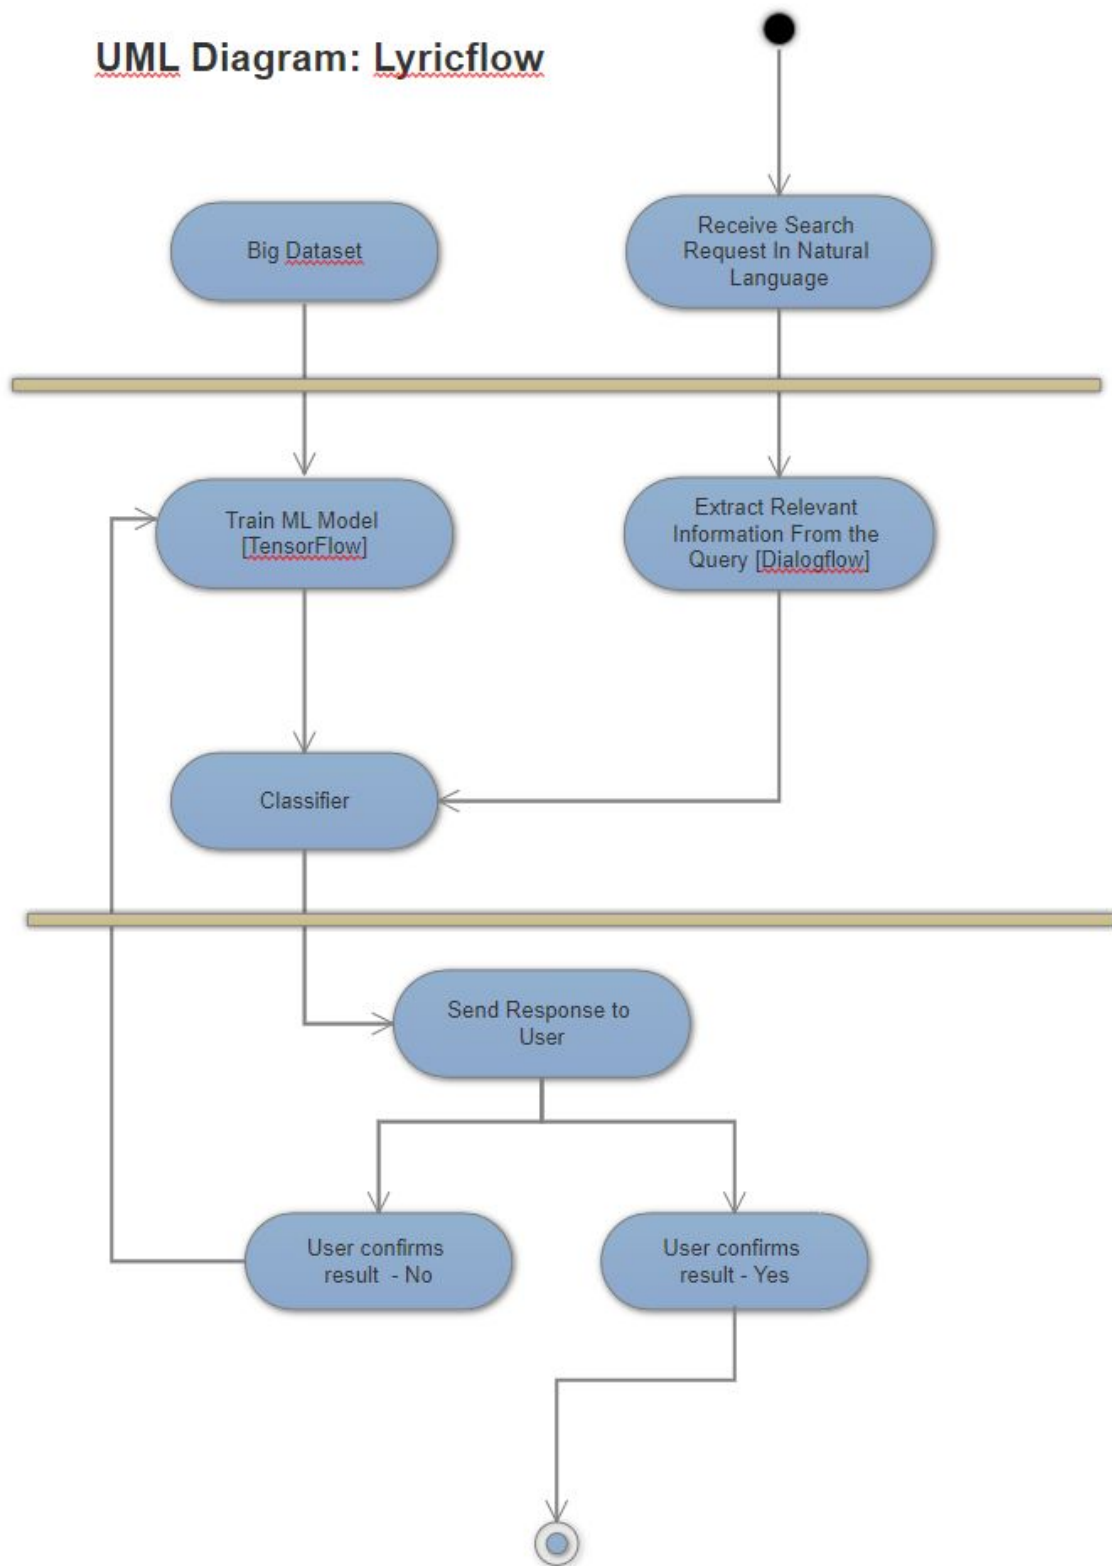 UML Diagram: Lyricflow
Big Dataset
Receive Search
Request In Natural
Language
Train ML Model
[TensorFlow]
Extract Relevant
Information From the
Query [Dialogflow]
Classifier
Send Response to
User
User confirms
result - No
User confirms
result - Yes